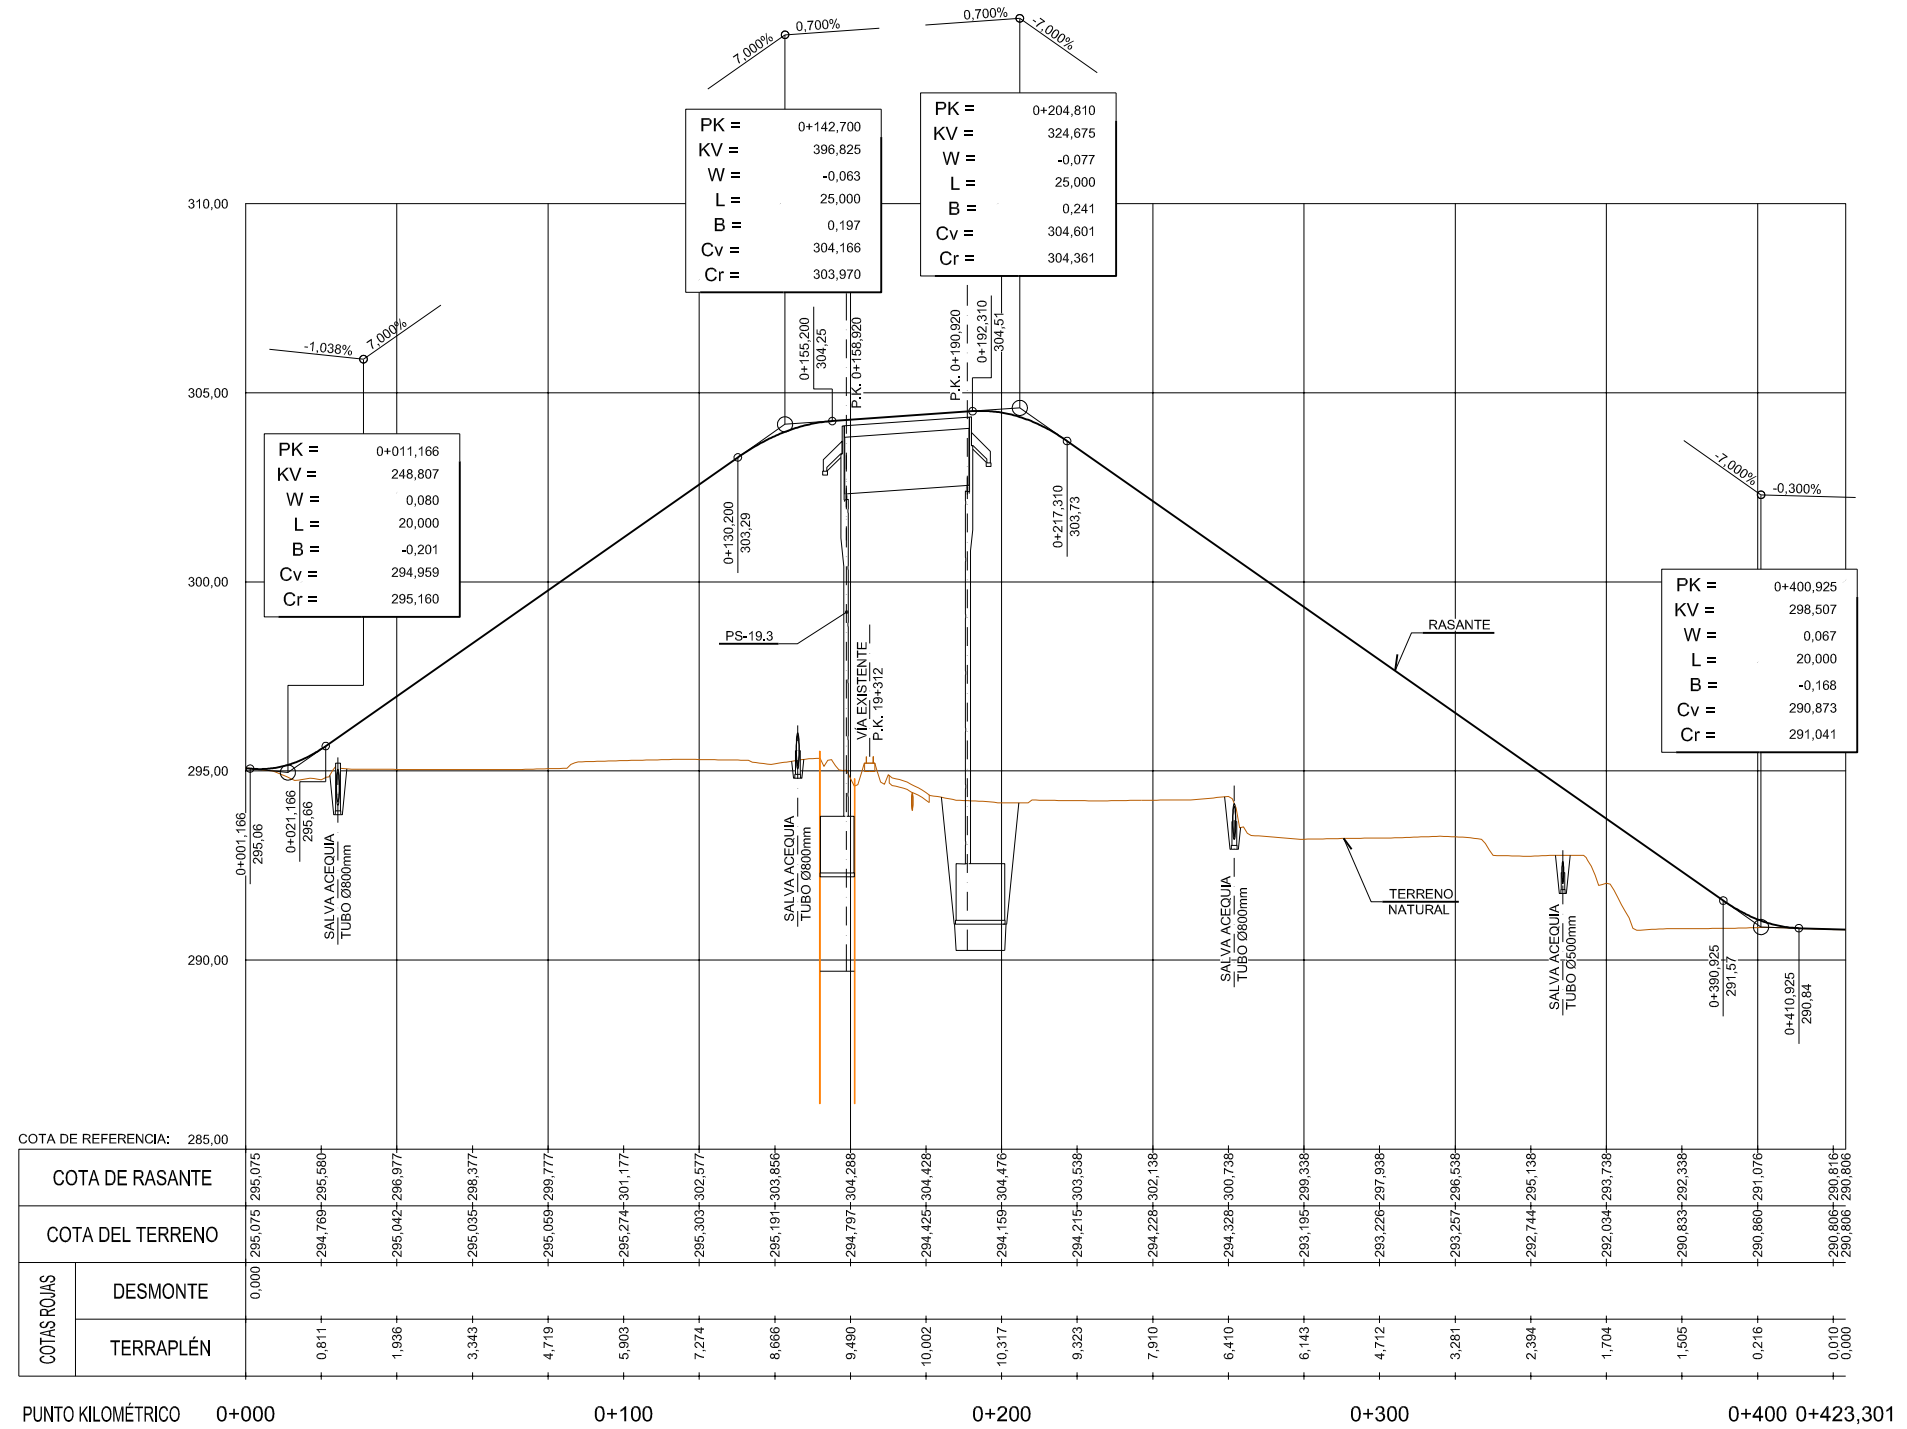 7,000%
0,700%
0,700%
-7,000%
PK = 0+142,700
KV = 396,825
W = -0,063
L = 25,000
B = 0,197
Cv = 304,166
Cr = 303,970
PK = 0+204,810
KV = 324,675
W = -0,077
L = 25,000
B = 0,241
Cv = 304,601
Cr = 304,361
310,00
305,00
300,00
295,00
290,00
-1,038%
7,000%
PK = 0+011,166
KV = 248,807
W = 0,080
L = 20,000
B = -0,201
Cv = 294,959
Cr = 295,160
0+155,200
304,25
P.K. 0+158,920
P.K. 0+190,920
0+192,310
304,51
0+130,200
303,29
0+217,310
303,73
-7,000%
-0,300%
PK = 0+400,925
KV = 298,507
W = 0,067
L = 20,000
B = -0,168
Cv = 290,873
Cr = 291,041
PS-19.3
RASANTE
VÍA EXISTENTE
P.K. 19+312
0+001,166
295,06
0+021,166
295,66
SALVA ACEQUIA
TUBO Ø800mm
SALVA ACEQUIA
TUBO Ø800mm
SALVA ACEQUIA
TUBO Ø800mm
TERRENO
NATURAL
SALVA ACEQUIA
TUBO Ø500mm
0+390,925
291,57
0+410,925
290,84
COTA DE REFERENCIA: 285,00
COTA DE RASANTE 295,075 295,580 296,977 298,377 299,777 301,177 302,577 303,856 304,288 304,428 304,476 303,538 302,138 300,738 299,338 297,938 296,538 295,138 293,738 292,338 291,076 290,816 290,806
COTA DEL TERRENO 295,075 294,769 295,042 295,035 295,059 295,274 295,303 295,191 294,797 294,425 294,159 294,215 294,228 294,328 293,195 293,226 293,257 292,744 292,034 290,833 290,860 290,806 290,806
COTAS ROJAS
DESMONTE 0,000
TERRAPLÉN 0,811 1,936 3,343 4,719 5,903 7,274 8,666 9,490 10,002 10,317 9,323 7,910 6,410 6,143 4,712 3,281 2,394 1,704 1,505 0,216 0,010 0,000
PUNTO KILOMÉTRICO 0+000 0+100 0+200 0+300 0+400 0+423,301